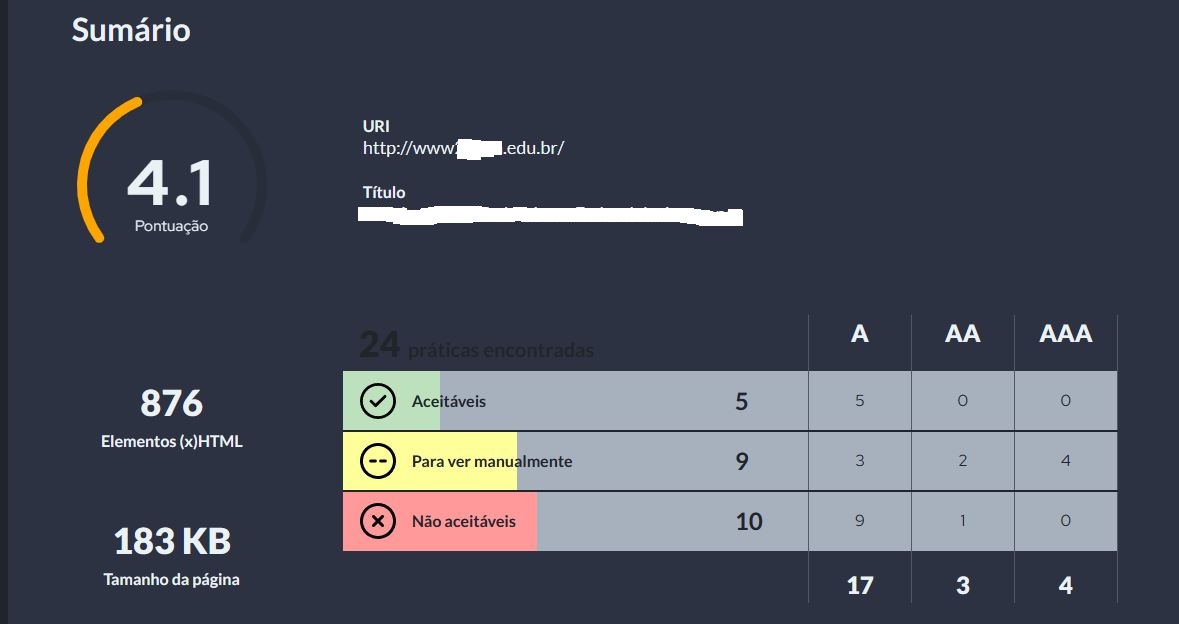 Sumário
4.1
Pontuação
URI
http://www .edu.br/
Título
876
Elementos (x)HTML
183 KB
Tamanho da página
24 práticas encontradas
A AA AAA
Aceitáveis 5 5 0 0
Para ver manualmente 9 3 2 4
Não aceitáveis 10 9 1 0
17 3 4